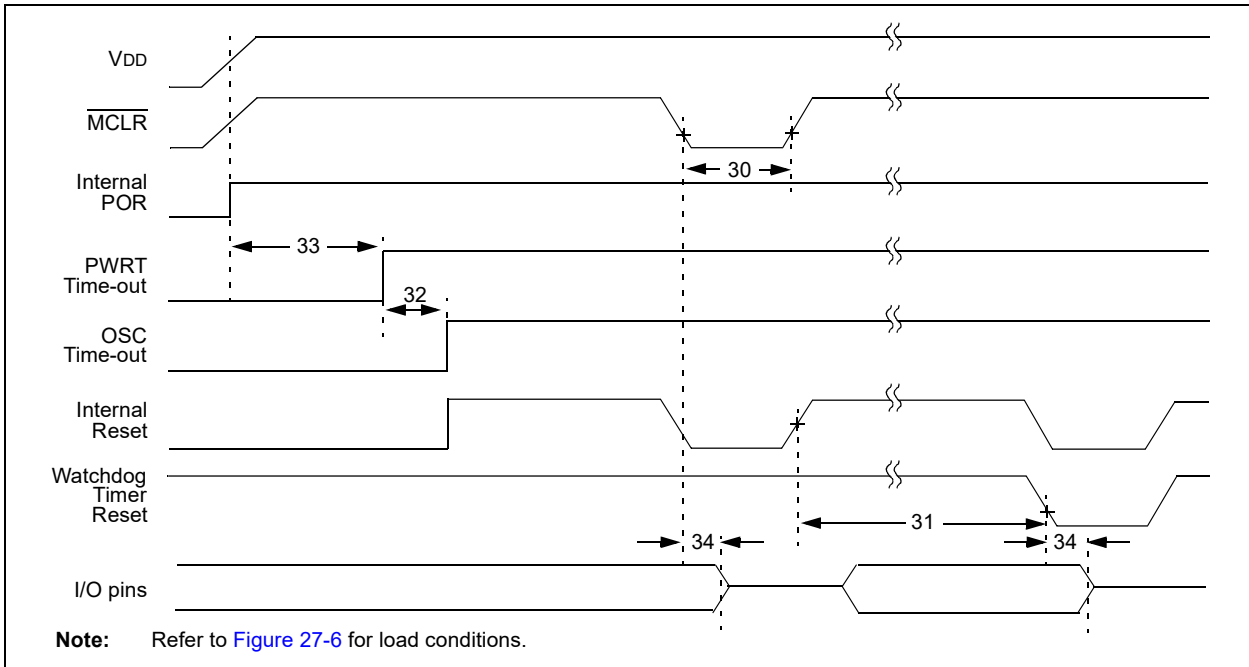 VDD
MCLR
30
Internal
POR
33
PWRT
Time-out
32
OSC
Time-out
Internal
Reset
Watchdog
Timer
Reset
31
34
34
I/O pins
Note: Refer to Figure 27-6 for load conditions.